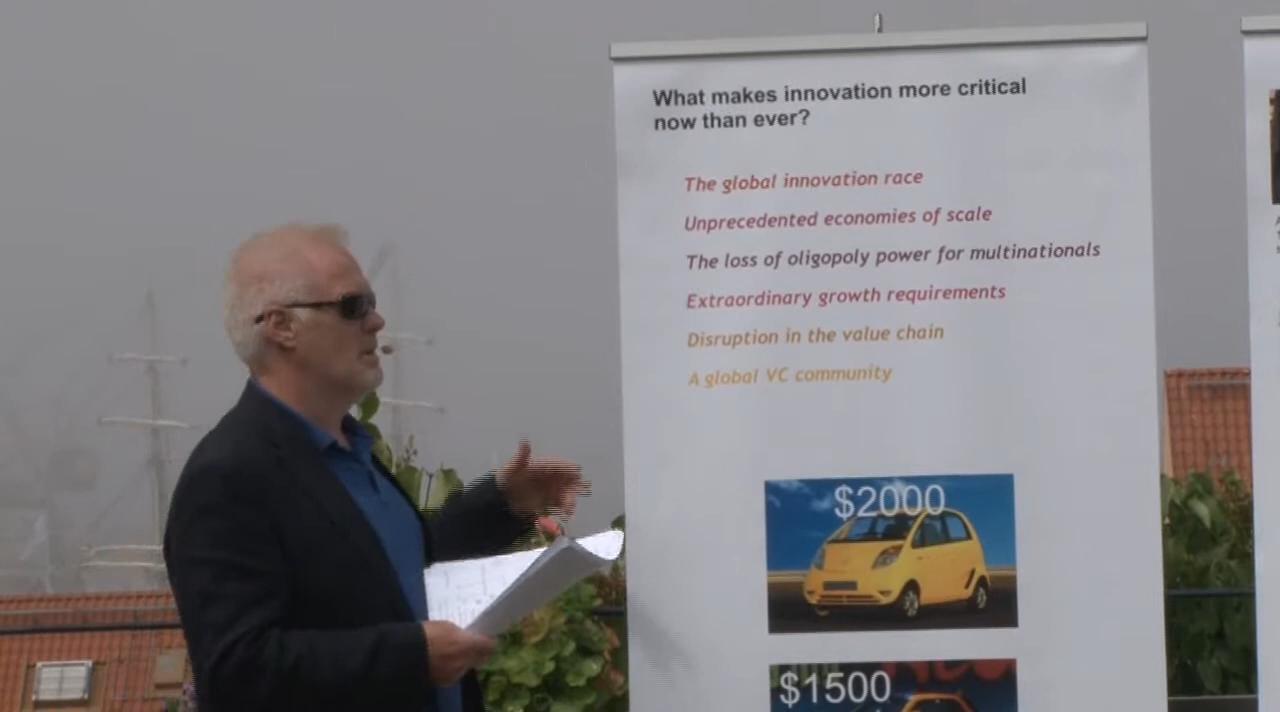 What makes innovation more critical
now than ever?
The global innovation race
Unprecedented economies of scale
The loss of oligopoly power for multinationals
Extraordinary growth requirements
Disruption in the value chain
A global VC community
$2000
$1500